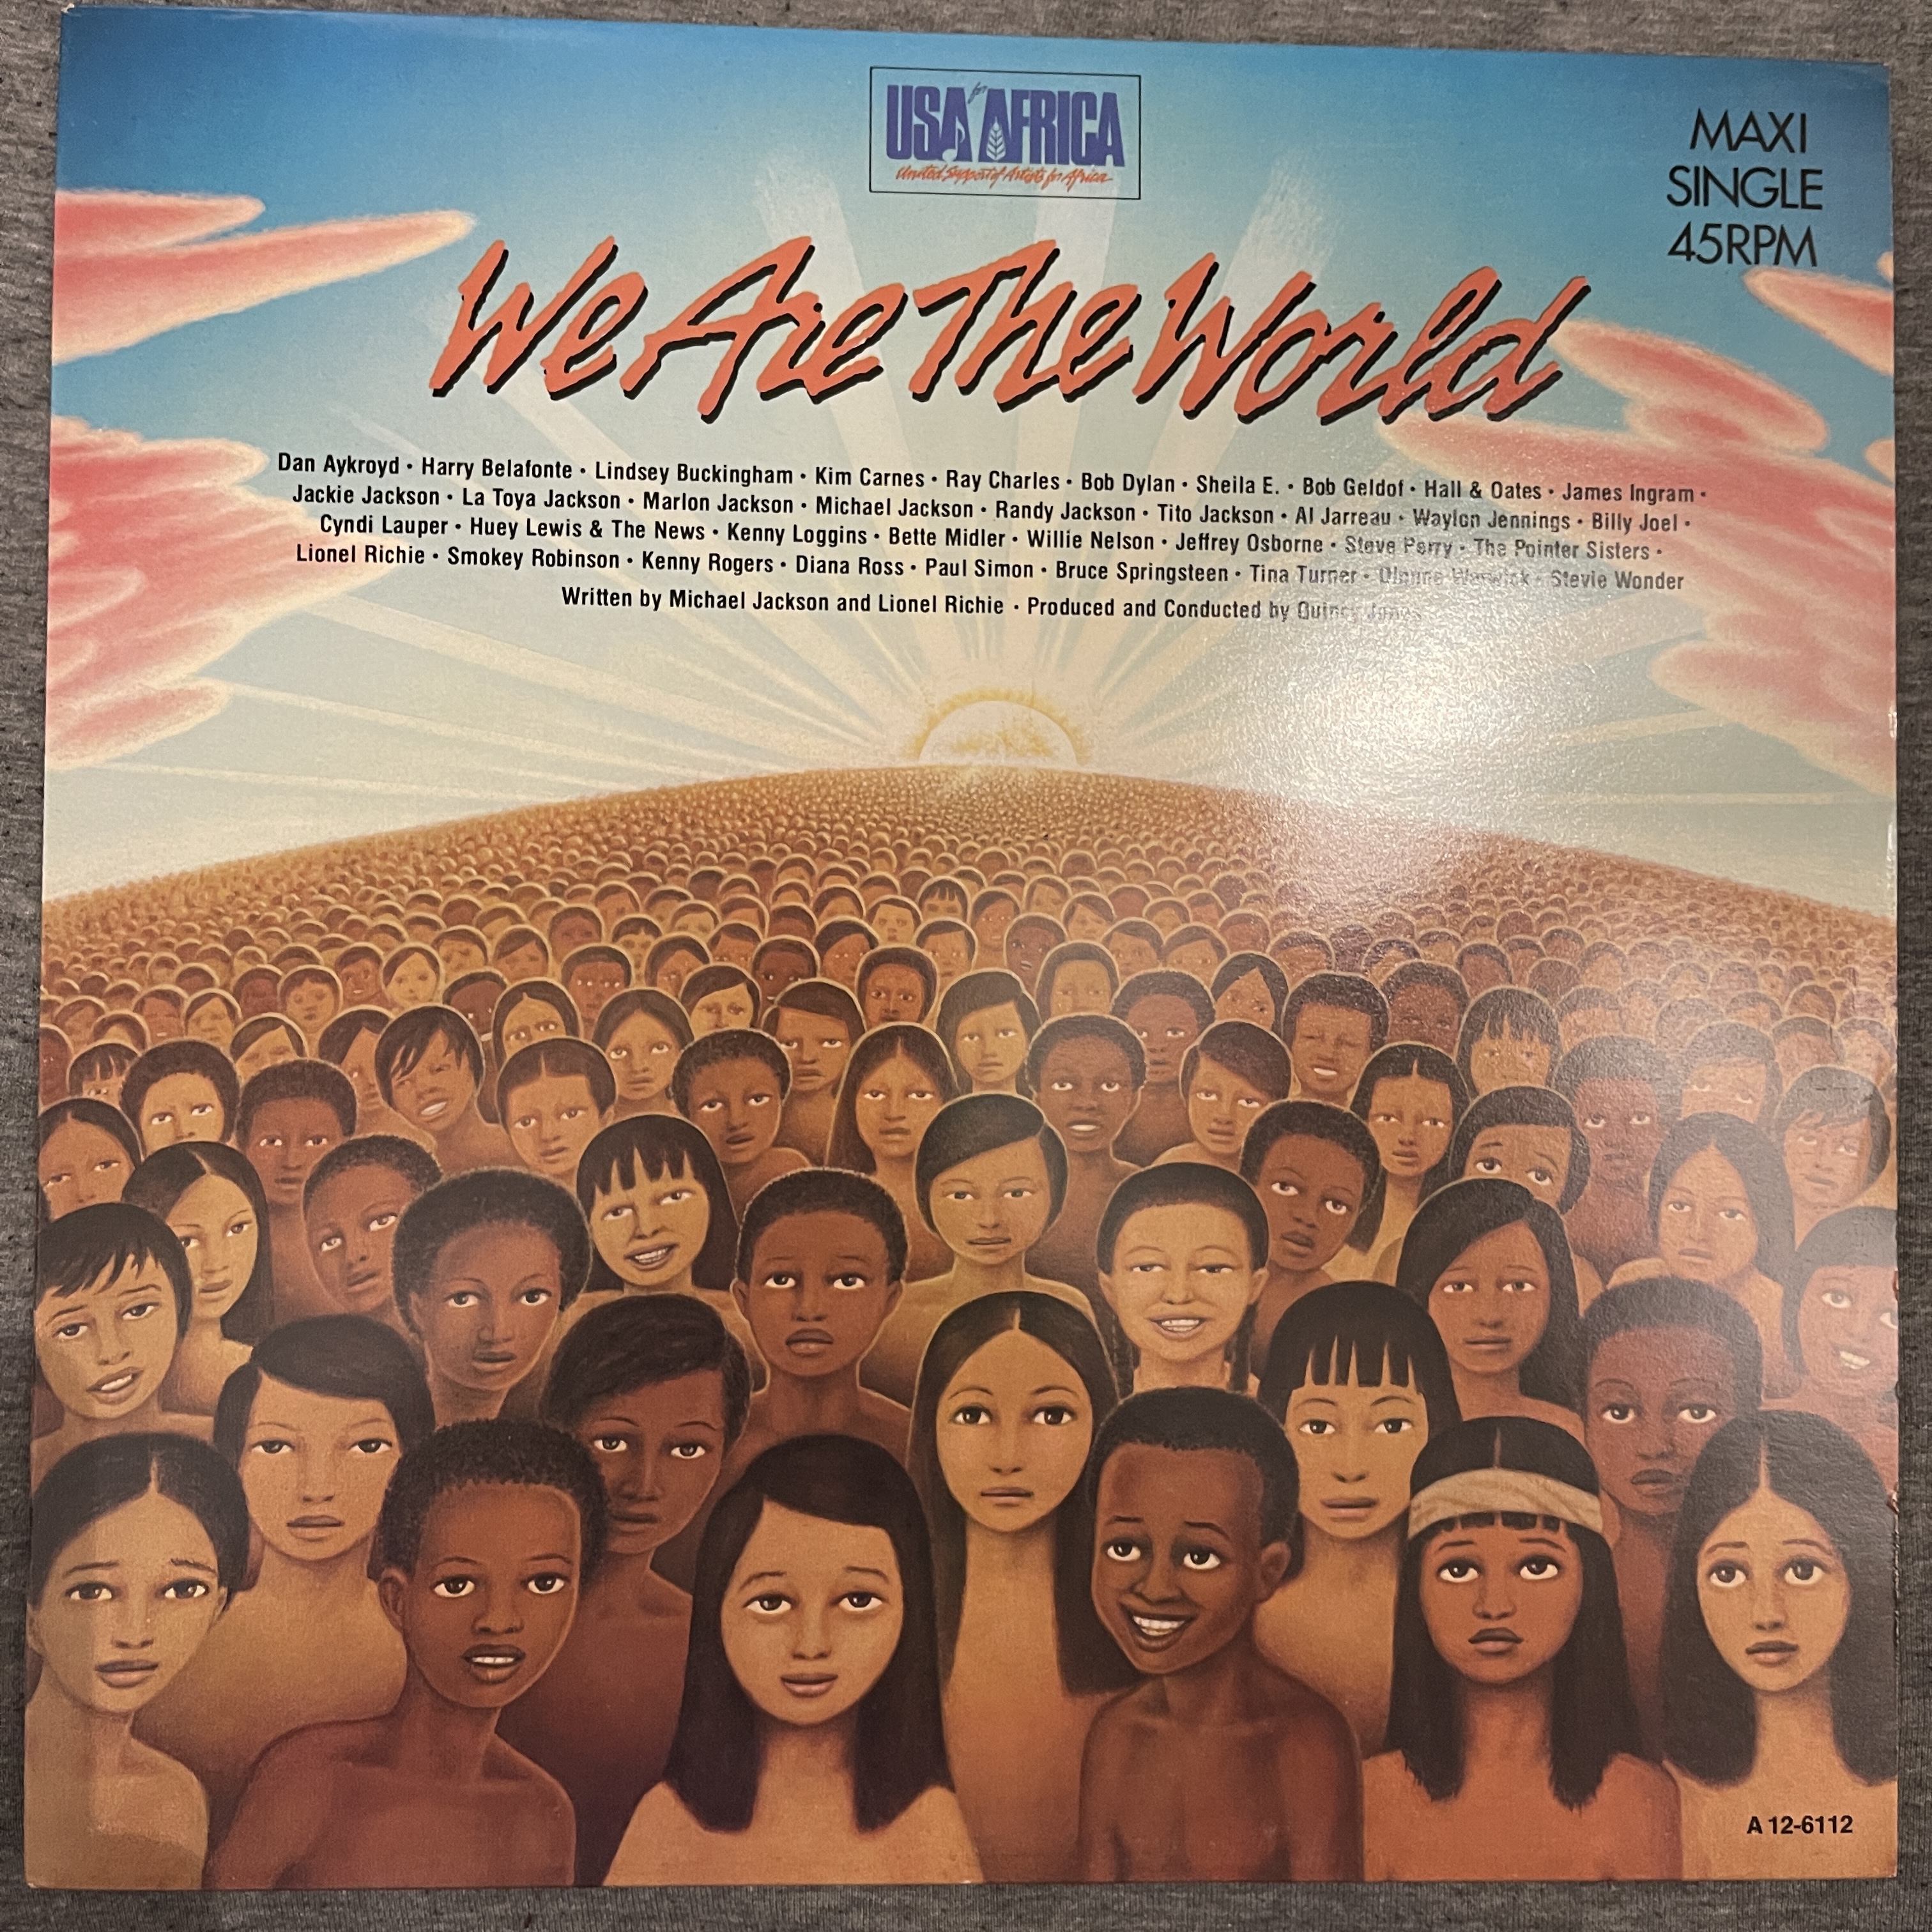 USA for AFRICA
United Support of Artists for Africa
MAXI
SINGLE
45RPM
We Are The World
Dan Aykroyd • Harry Belafonte • Lindsey Buckingham • Kim Carnes • Ray Charles • Bob Dylan • Sheila E. • Bob Geldof • Hall & Oates • James Ingram •
Jackie Jackson • La Toya Jackson • Marlon Jackson • Michael Jackson • Randy Jackson • Tito Jackson • Al Jarreau • Waylon Jennings • Billy Joel •
Cyndi Lauper • Huey Lewis & The News • Kenny Loggins • Bette Midler • Willie Nelson • Jeffrey Osborne • Steve Perry • The Pointer Sisters •
Lionel Richie • Smokey Robinson • Kenny Rogers • Diana Ross • Paul Simon • Bruce Springsteen • Tina Turner • Dionne Warwick • Stevie Wonder
Written by Michael Jackson and Lionel Richie • Produced and Conducted by Quincy Jones
A 12-6112